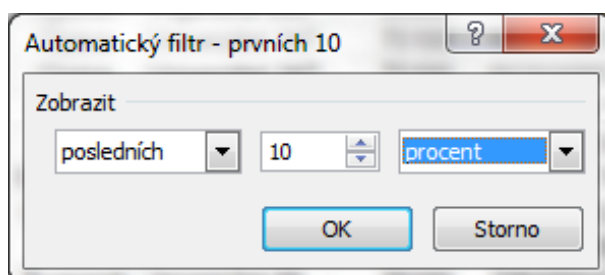 Automatický filtr - prvních 10
Zobrazit
posledních 10 procent
OK Storno